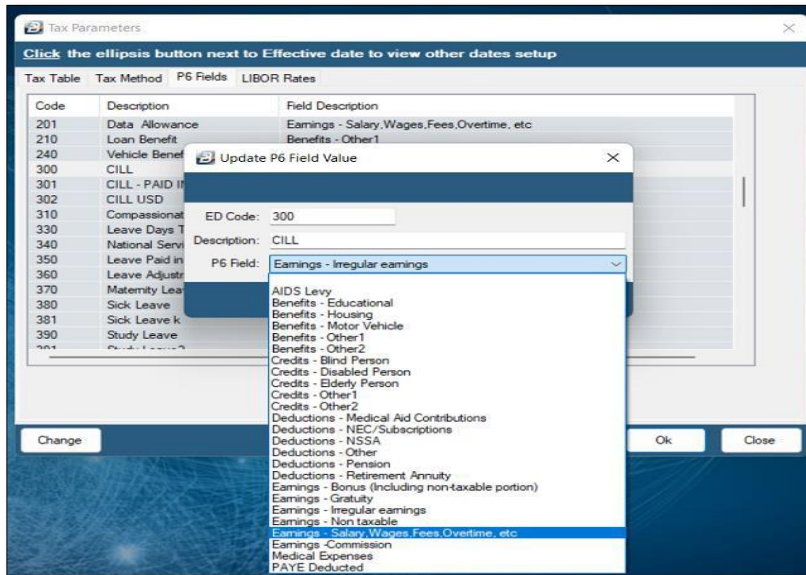 Tax Parameters
Click the ellipsis button next to Effective date to view other dates setup
Tax Table Tax Method P6 Fields LIBOR Rates
Code Description Field Description
201 Data Allowance Earnings - Salary,Wages,Fees,Overtime, etc
210 Loan Benefit Benefits - Other1
240 Vehicle Benef
300 CILL
301 CILL - PAID IN
302 CILL USD
310 Compassionat
330 Leave Days T
340 National Servi
350 Leave Paid in
360 Leave Adjustr
370 Maternity Lea
380 Sick Leave
381 Sick Leave k
390 Study Leave
Update P6 Field Value
ED Code: 300
Description: CILL
P6 Field: Earnings - Irregular earnings
AIDS Levy
Benefits - Educational
Benefits - Housing
Benefits - Motor Vehicle
Benefits - Other1
Benefits - Other2
Credits - Blind Person
Credits - Disabled Person
Credits - Elderly Person
Credits - Other1
Credits - Other2
Deductions - Medical Aid Contributions
Deductions - NEC/Subscriptions
Deductions - NSSA
Deductions - Other
Deductions - Pension
Deductions - Retirement Annuity
Earnings - Bonus (Including non-taxable portion)
Earnings - Gratuity
Earnings - Irregular earnings
Earnings - Non taxable
Earnings - Salary,Wages,Fees,Overtime, etc
Earnings -Commission
Medical Expenses
PAYE Deducted
Change Ok Close